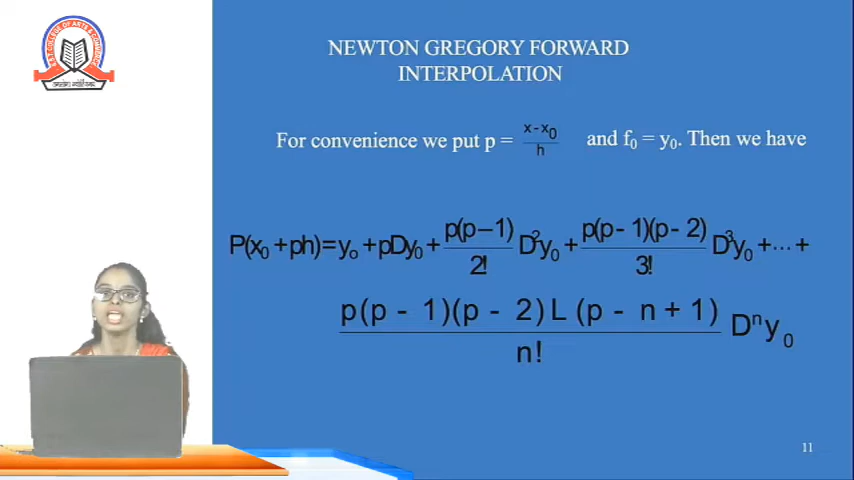 NEWTON GREGORY FORWARD
INTERPOLATION
For convenience we put p = x-x₀/h and f₀ = y₀. Then we have
P(x₀+ph)=yₒ+pDy₀+p(p–1)/2! D²y₀+p(p-1)(p-2)/3! D³y₀+⋯+
p(p - 1)(p - 2)L(p - n + 1)/n! Dⁿy₀
11